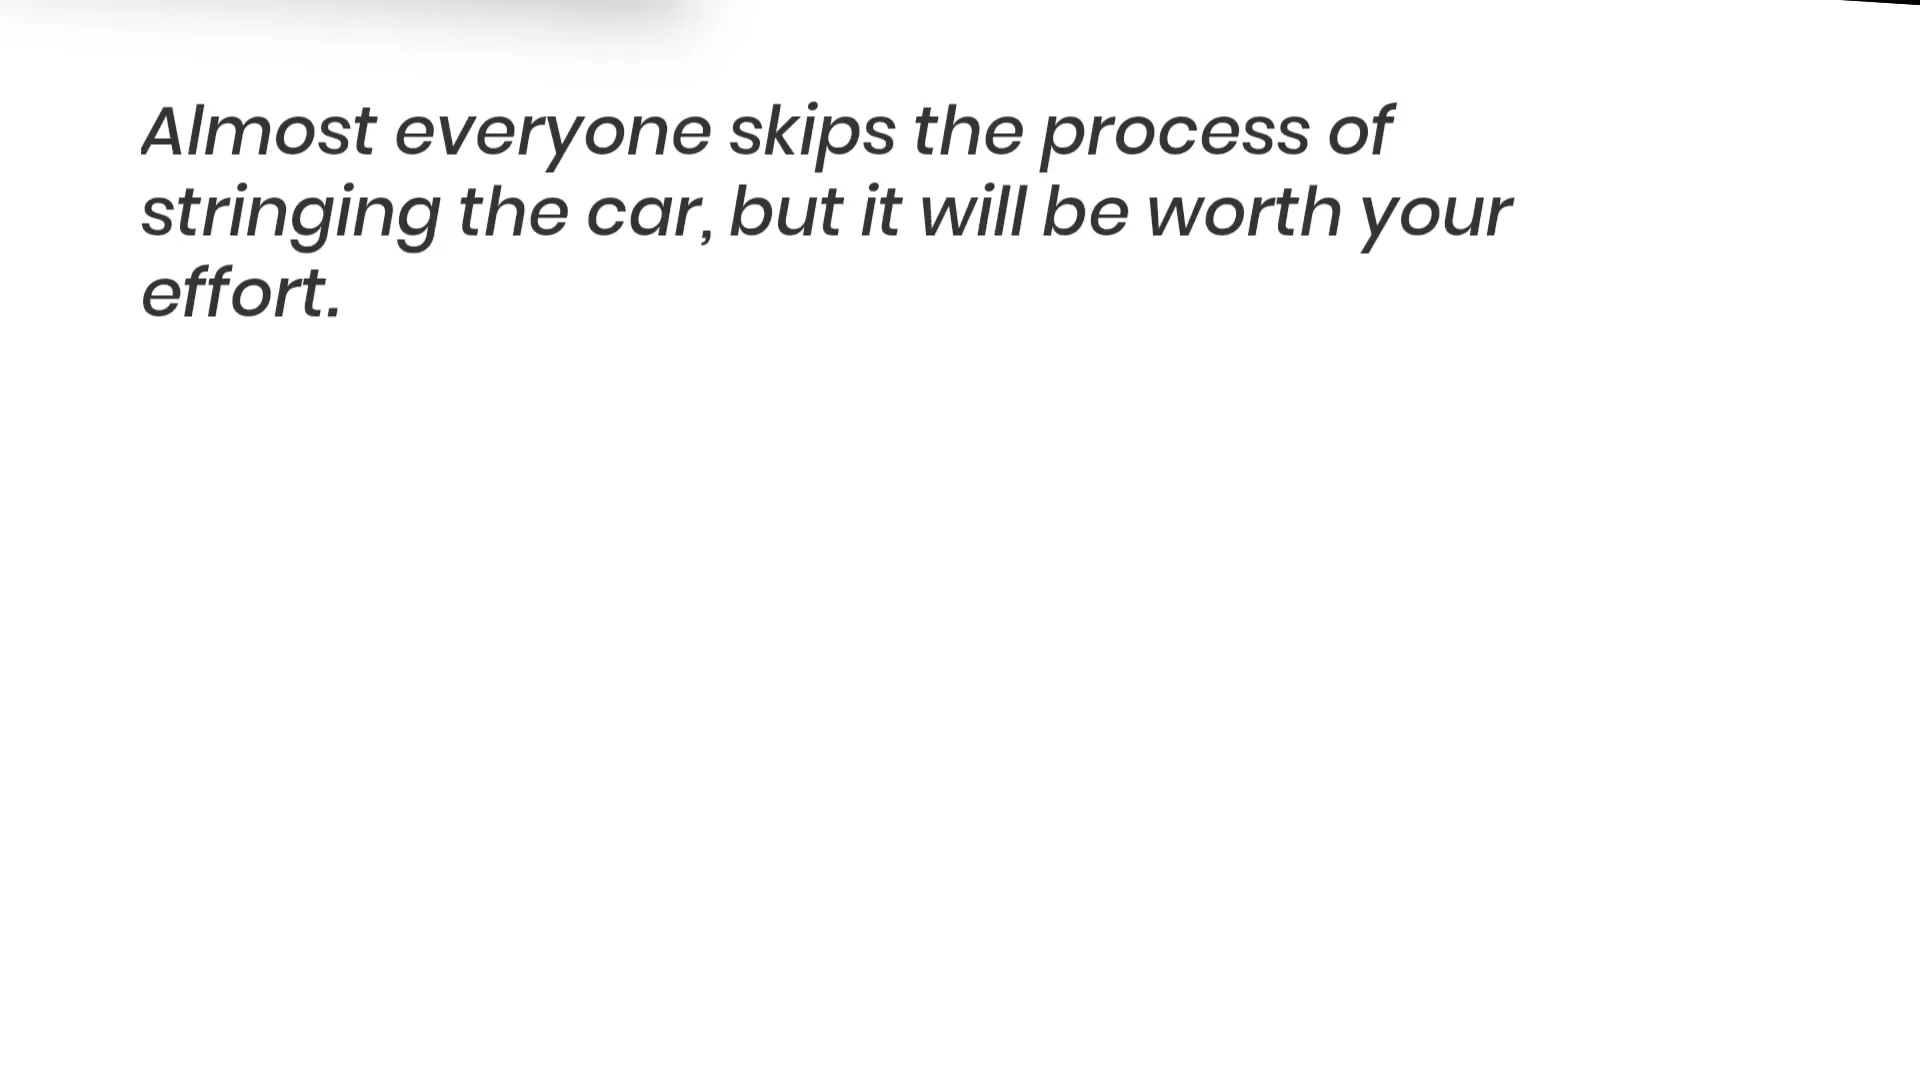 Almost everyone skips the process of
stringing the car, but it will be worth your
effort.